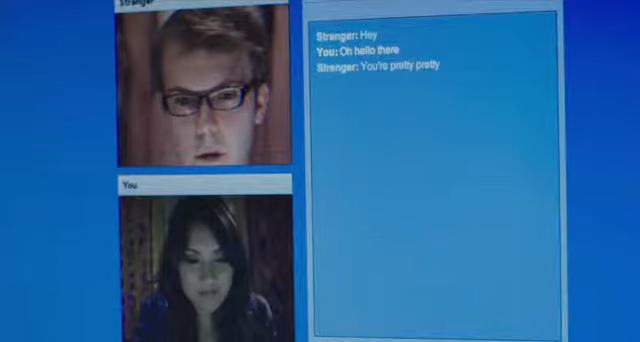 Stranger
Stranger: Hey
You: Oh hello there
Stranger: You're pretty pretty
You